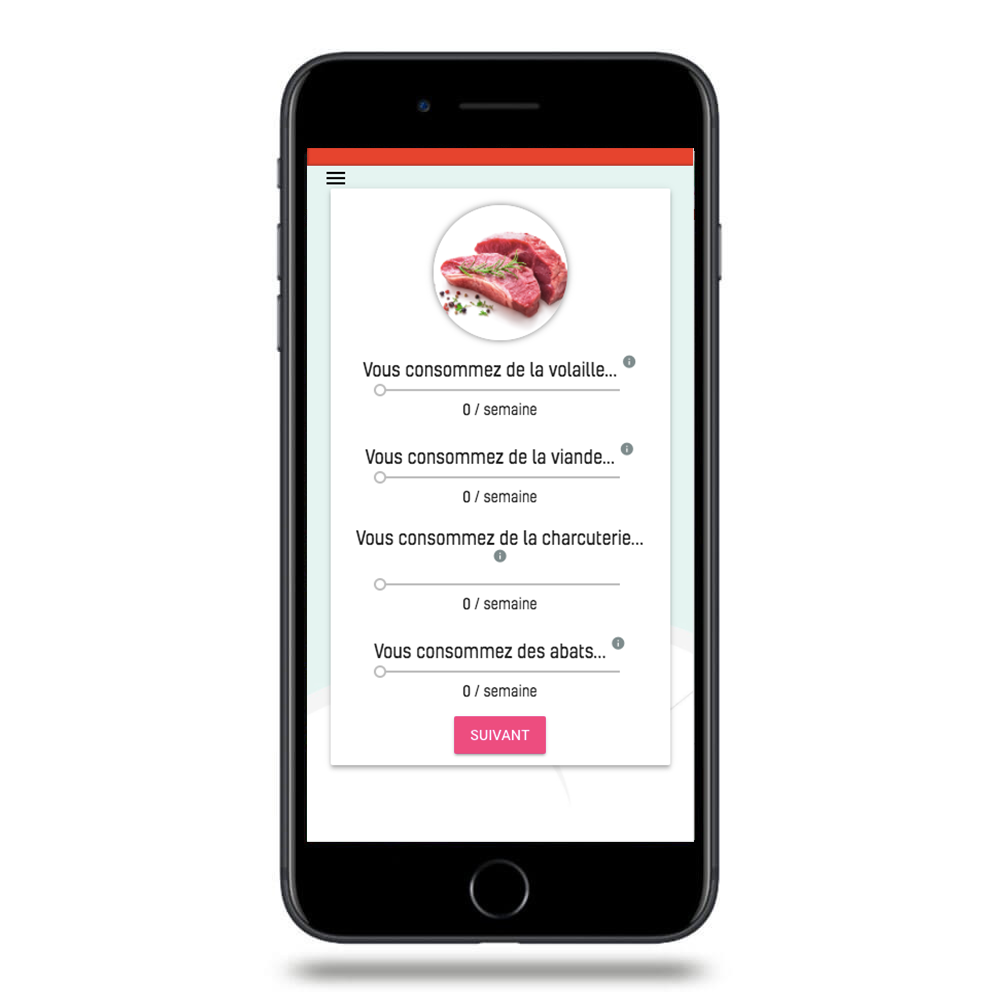 Vous consommez de la volaille...
0 / semaine
Vous consommez de la viande...
0 / semaine
Vous consommez de la charcuterie...
0 / semaine
Vous consommez des abats...
0 / semaine
SUIVANT